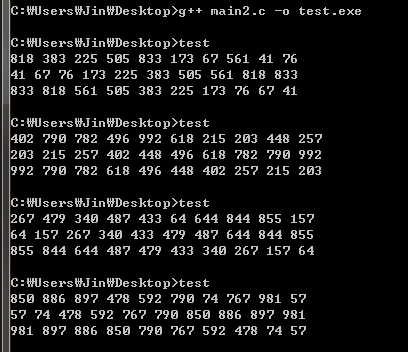 C:₩Users₩Jin₩Desktop>g++ main2.c -o test.exe
C:₩Users₩Jin₩Desktop>test
818 383 225 505 833 173 67 561 41 76
41 67 76 173 225 383 505 561 818 833
833 818 561 505 383 225 173 76 67 41
C:₩Users₩Jin₩Desktop>test
402 790 782 496 992 618 215 203 448 257
203 215 257 402 448 496 618 782 790 992
992 790 782 618 496 448 402 257 215 203
C:₩Users₩Jin₩Desktop>test
267 479 340 487 433 64 644 844 855 157
64 157 267 340 433 479 487 644 844 855
855 844 644 487 479 433 340 267 157 64
C:₩Users₩Jin₩Desktop>test
850 886 897 478 592 790 74 767 981 57
57 74 478 592 767 790 850 886 897 981
981 897 886 850 790 767 592 478 74 57